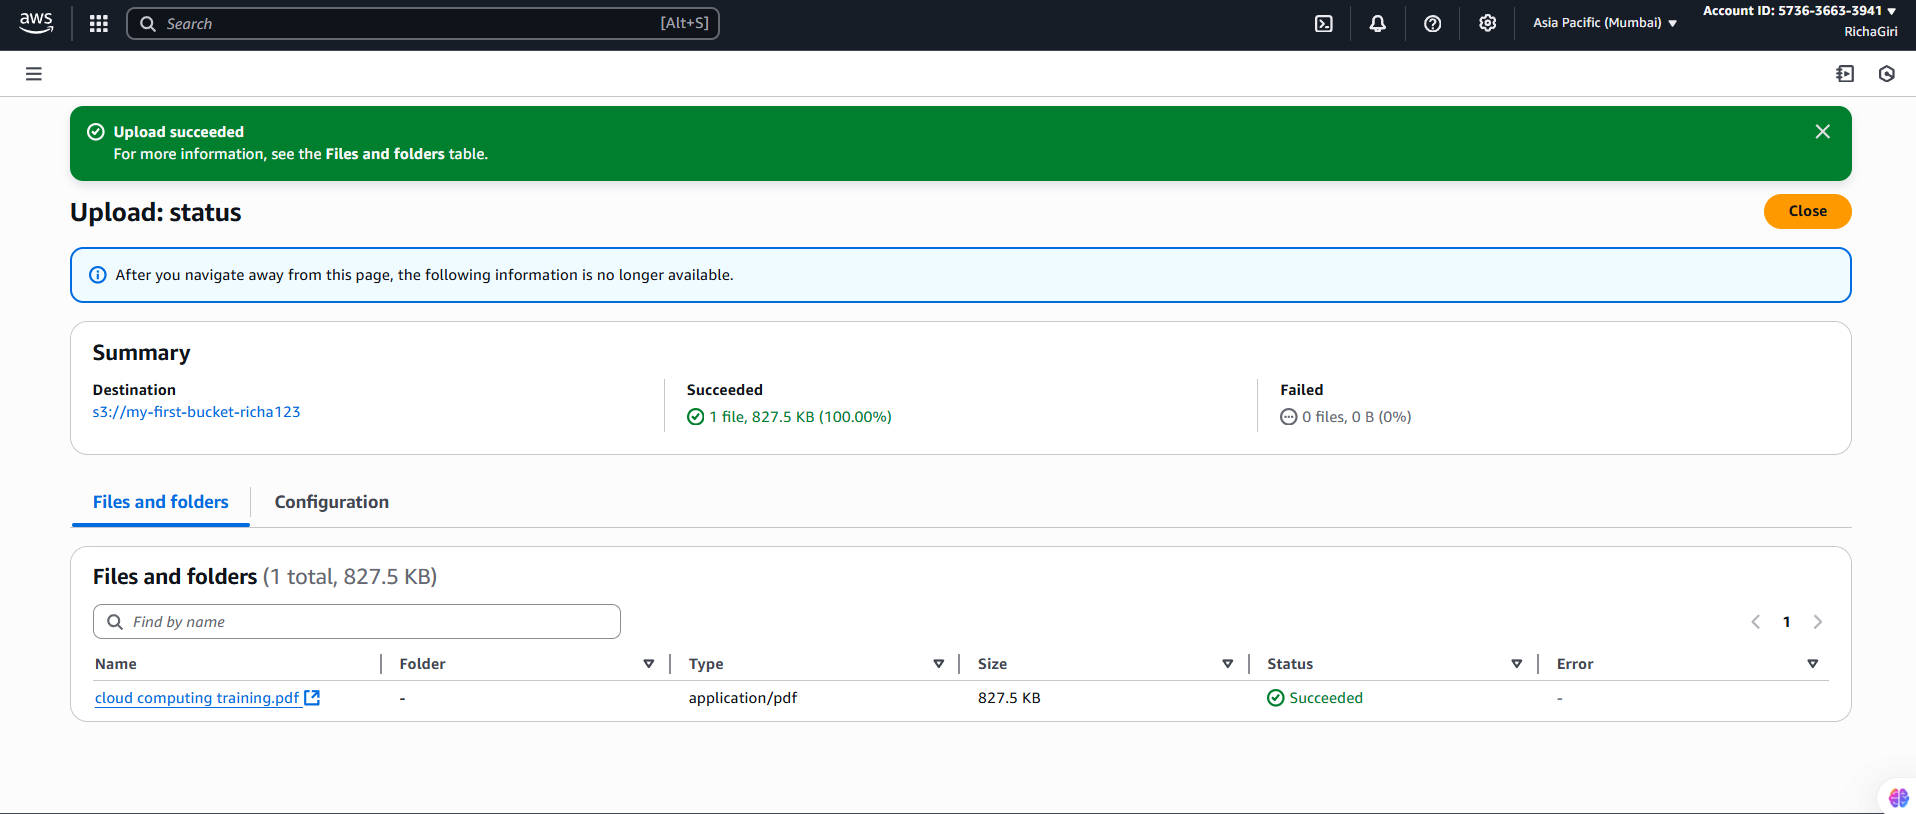 aws
Search [Alt+S]
Asia Pacific (Mumbai)
Account ID: 5736-3663-3941
RichaGiri
Upload succeeded
For more information, see the Files and folders table.
Upload: status
Close
After you navigate away from this page, the following information is no longer available.
Summary
Destination
s3://my-first-bucket-richa123
Succeeded
1 file, 827.5 KB (100.00%)
Failed
0 files, 0 B (0%)
Files and folders
Configuration
Files and folders (1 total, 827.5 KB)
Find by name
1
Name Folder Type Size Status Error
cloud computing training.pdf - application/pdf 827.5 KB Succeeded -